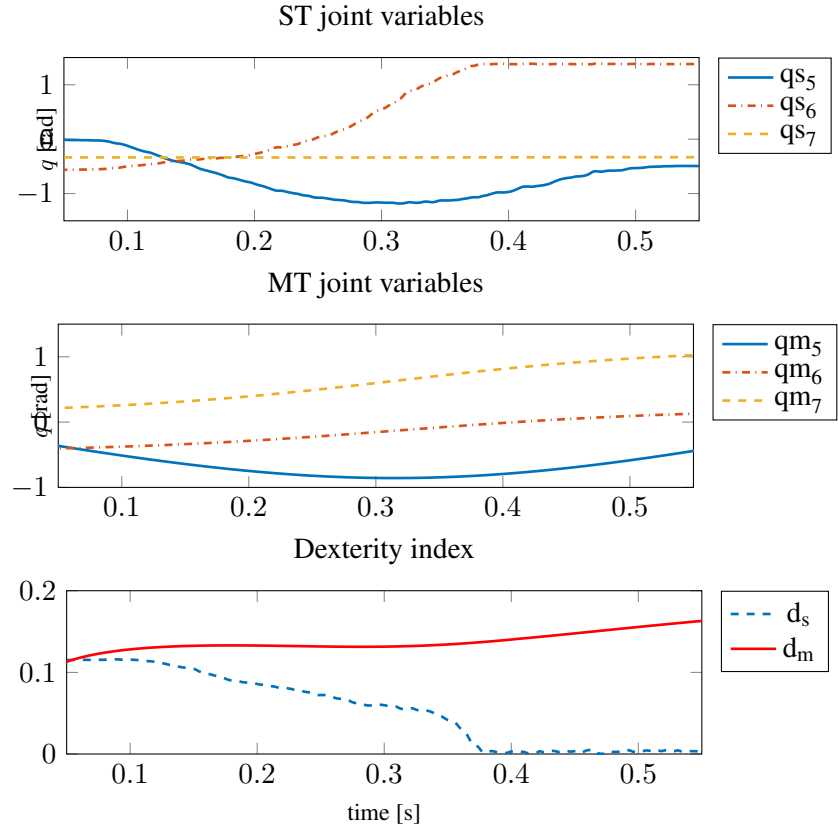 ST joint variables
1
0
−1
q [rad]
0.1 0.2 0.3 0.4 0.5
qs5
qs6
qs7
MT joint variables
1
0
−1
q [rad]
0.1 0.2 0.3 0.4 0.5
qm5
qm6
qm7
Dexterity index
0.2
0.1
0
0.1 0.2 0.3 0.4 0.5
time [s]
ds
dm